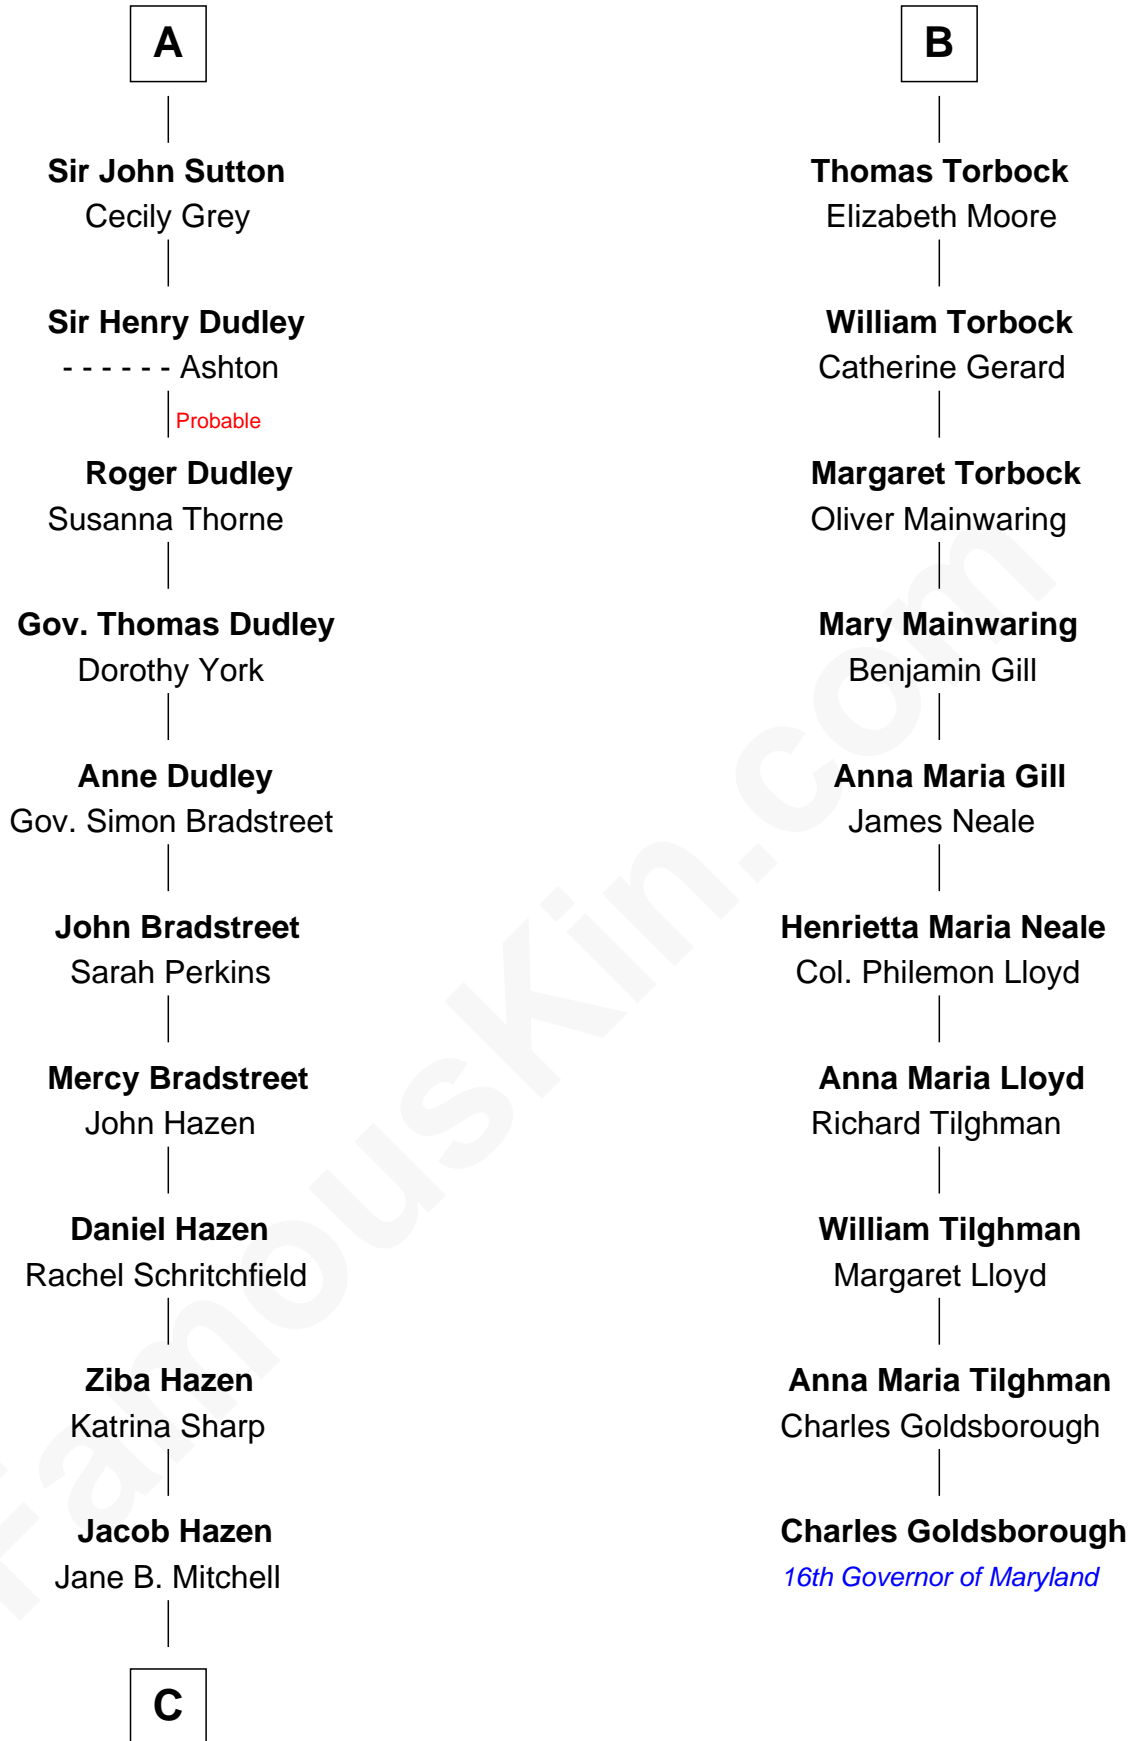 A
Sir John Sutton
Cecily Grey
Sir Henry Dudley
- - - - - - Ashton
Probable
Roger Dudley
Susanna Thorne
Gov. Thomas Dudley
Dorothy York
Anne Dudley
Gov. Simon Bradstreet
John Bradstreet
Sarah Perkins
Mercy Bradstreet
John Hazen
Daniel Hazen
Rachel Schritchfield
Ziba Hazen
Katrina Sharp
Jacob Hazen
Jane B. Mitchell
C
B
Thomas Torbock
Elizabeth Moore
William Torbock
Catherine Gerard
Margaret Torbock
Oliver Mainwaring
Mary Mainwaring
Benjamin Gill
Anna Maria Gill
James Neale
Henrietta Maria Neale
Col. Philemon Lloyd
Anna Maria Lloyd
Richard Tilghman
William Tilghman
Margaret Lloyd
Anna Maria Tilghman
Charles Goldsborough
Charles Goldsborough
16th Governor of Maryland
FamousKin.com